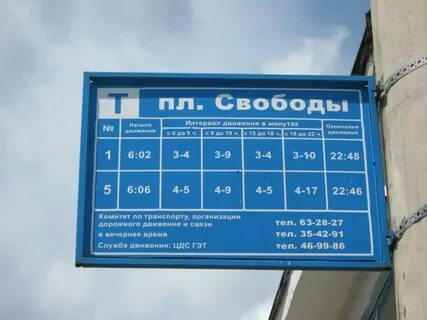 Т пл. Свободы
№ Начало движения Интервал движения в минутах Окончание движения
с 6 до 9 ч. с 9 до 15 ч. с 15 до 18 ч. с 18 до 22 ч.
1 6:02 3-4 3-9 3-4 3-10 22:48
5 6:06 4-5 4-9 4-5 4-17 22:46
Комитет по транспорту, организации тел. 63-28-27
дорожного движения и связи тел. 35-42-91
в вечернее время
Служба движения: ЦДС ГЭТ тел. 46-99-86